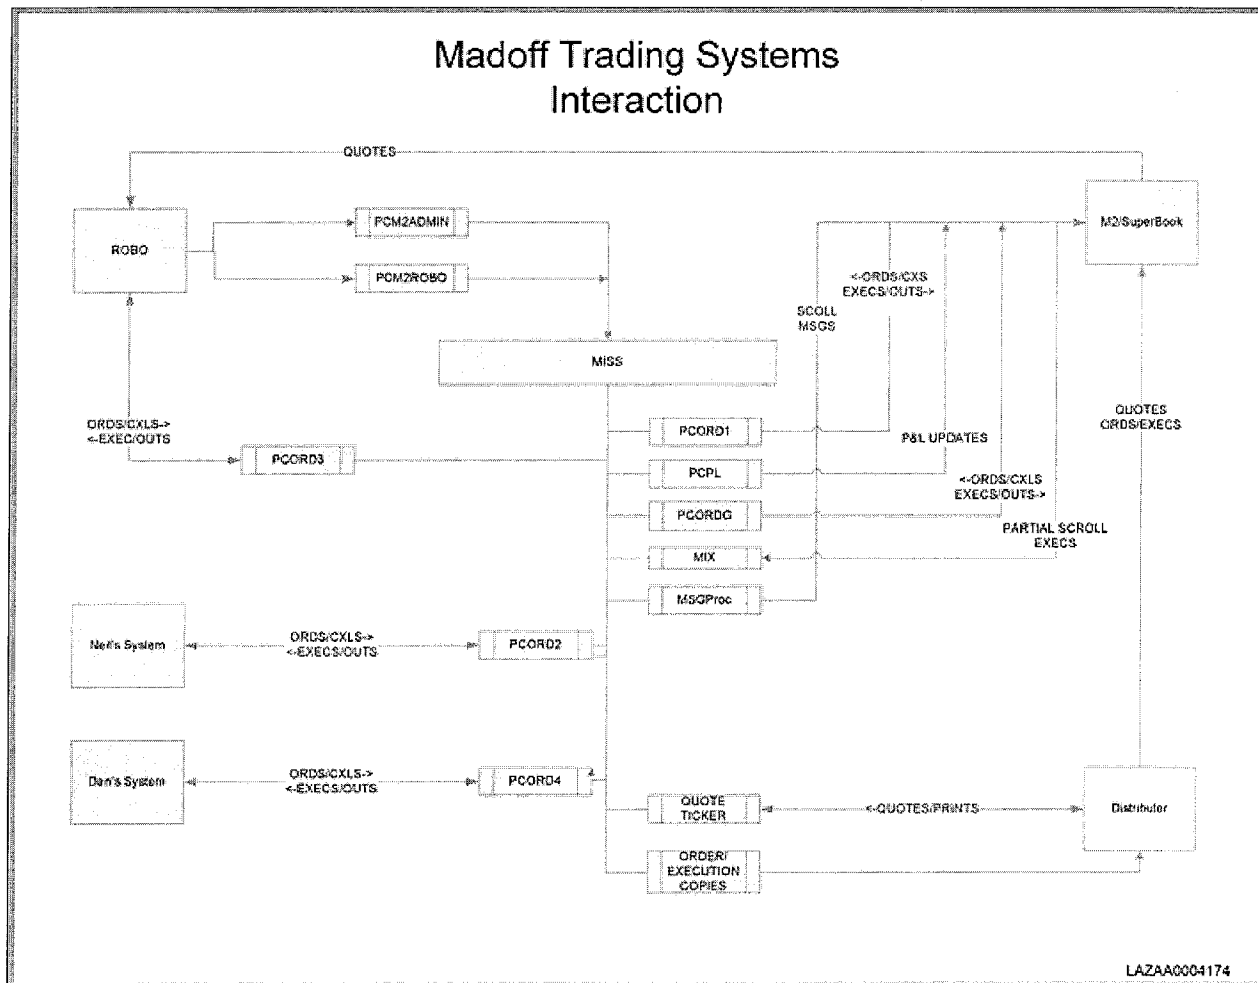 Madoff Trading Systems
Interaction
QUOTES
ROBO
PCM2ADMIN
PCM2ROBO
M2/SuperBook
<-ORDS/CXS
EXECS/OUTS->
SCOLL
MSGS
MISS
ORDS/CXLS->
<-EXEC/OUTS
PCORD3
PCORD1
PCPL
PCORDG
MIX
MSGProc
P&L UPDATES
<-ORDS/CXLS
EXECS/OUTS->
PARTIAL SCROLL
EXECS
QUOTES
ORDS/EXECS
Neil's System
ORDS/CXLS->
<-EXECS/OUTS
PCORD2
Dan's System
ORDS/CXLS->
<-EXECS/OUTS
PCORD4
QUOTE
TICKER
<-QUOTES/PRINTS
Distributor
ORDER/
EXECUTION
COPIES
LAZAA0004174